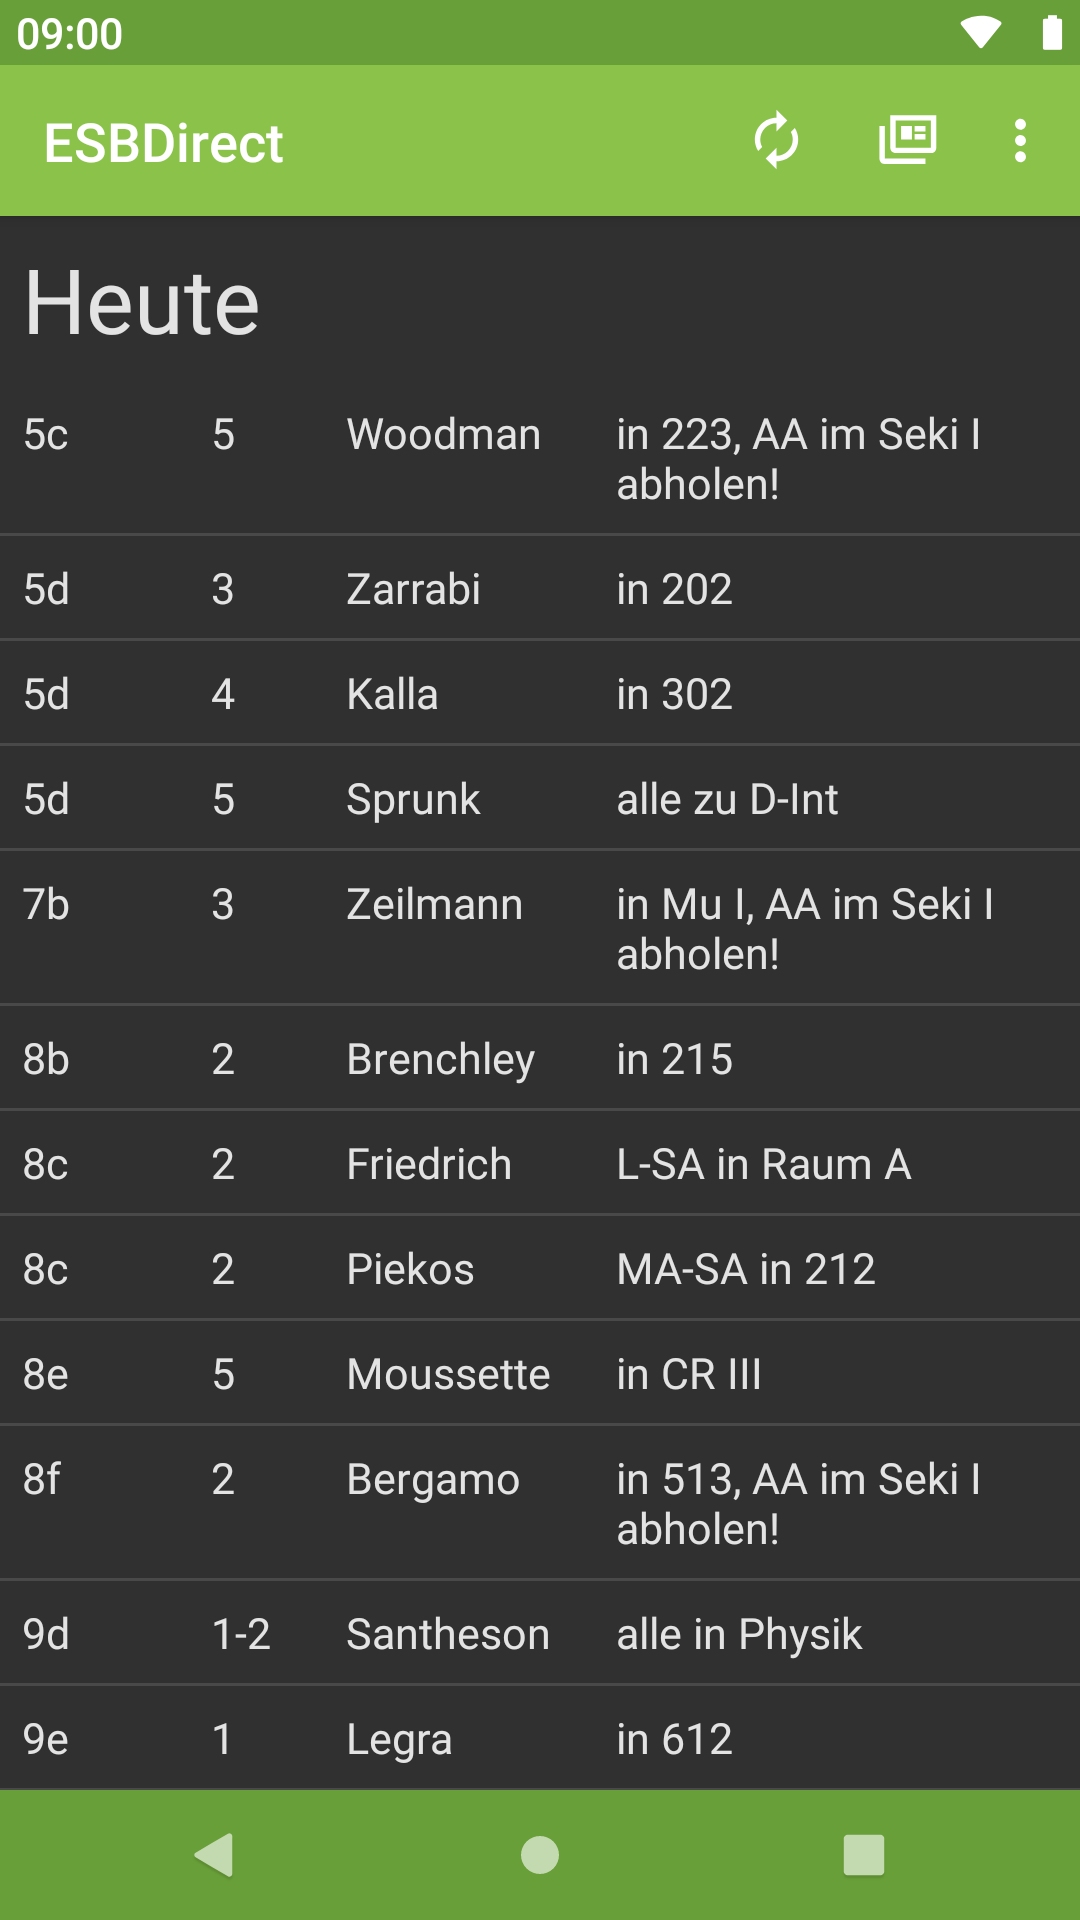 09:00
ESBDirect
Heute
5c 5 Woodman in 223, AA im Seki I
abholen!
5d 3 Zarrabi in 202
5d 4 Kalla in 302
5d 5 Sprunk alle zu D-Int
7b 3 Zeilmann in Mu I, AA im Seki I
abholen!
8b 2 Brenchley in 215
8c 2 Friedrich L-SA in Raum A
8c 2 Piekos MA-SA in 212
8e 5 Moussette in CR III
8f 2 Bergamo in 513, AA im Seki I
abholen!
9d 1-2 Santheson alle in Physik
9e 1 Legra in 612